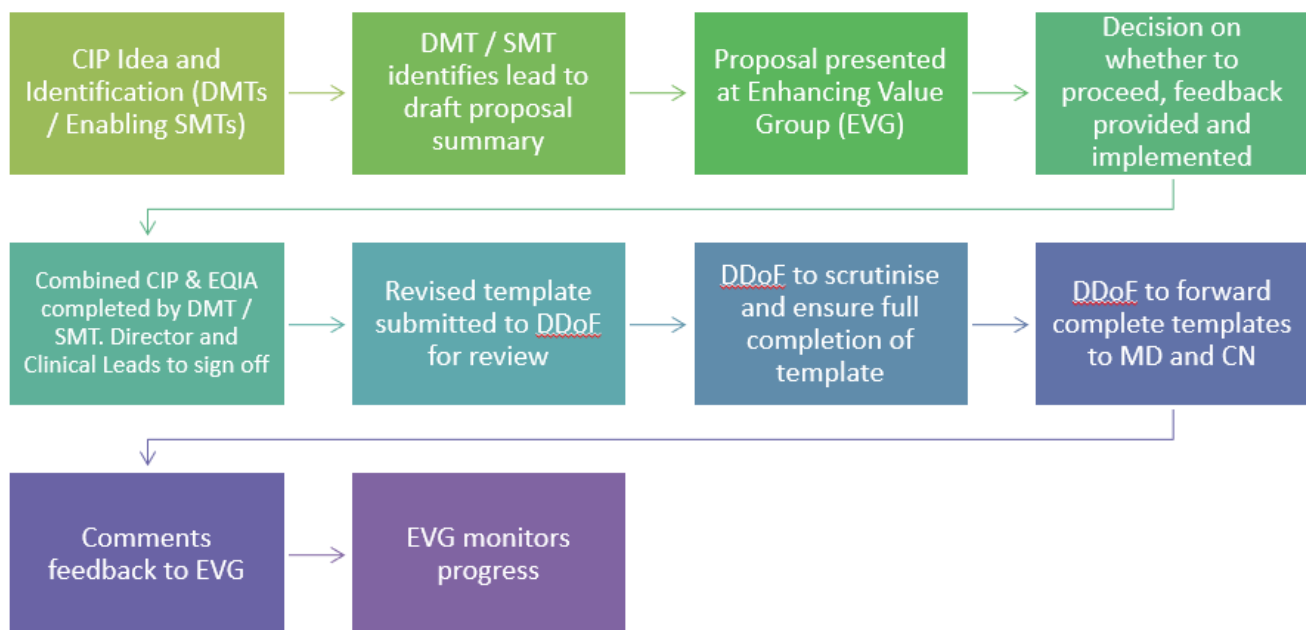 CIP Idea and
Identification (DMTs
/ Enabling SMTs)
DMT / SMT
identifies lead to
draft proposal
summary
Proposal presented
at Enhancing Value
Group (EVG)
Decision on
whether to
proceed, feedback
provided and
implemented
Combined CIP & EQIA
completed by DMT /
SMT. Director and
Clinical Leads to sign off
Revised template
submitted to DDoF
for review
DDoF to scrutinise
and ensure full
completion of
template
DDoF to forward
complete templates
to MD and CN
Comments
feedback to EVG
EVG monitors
progress